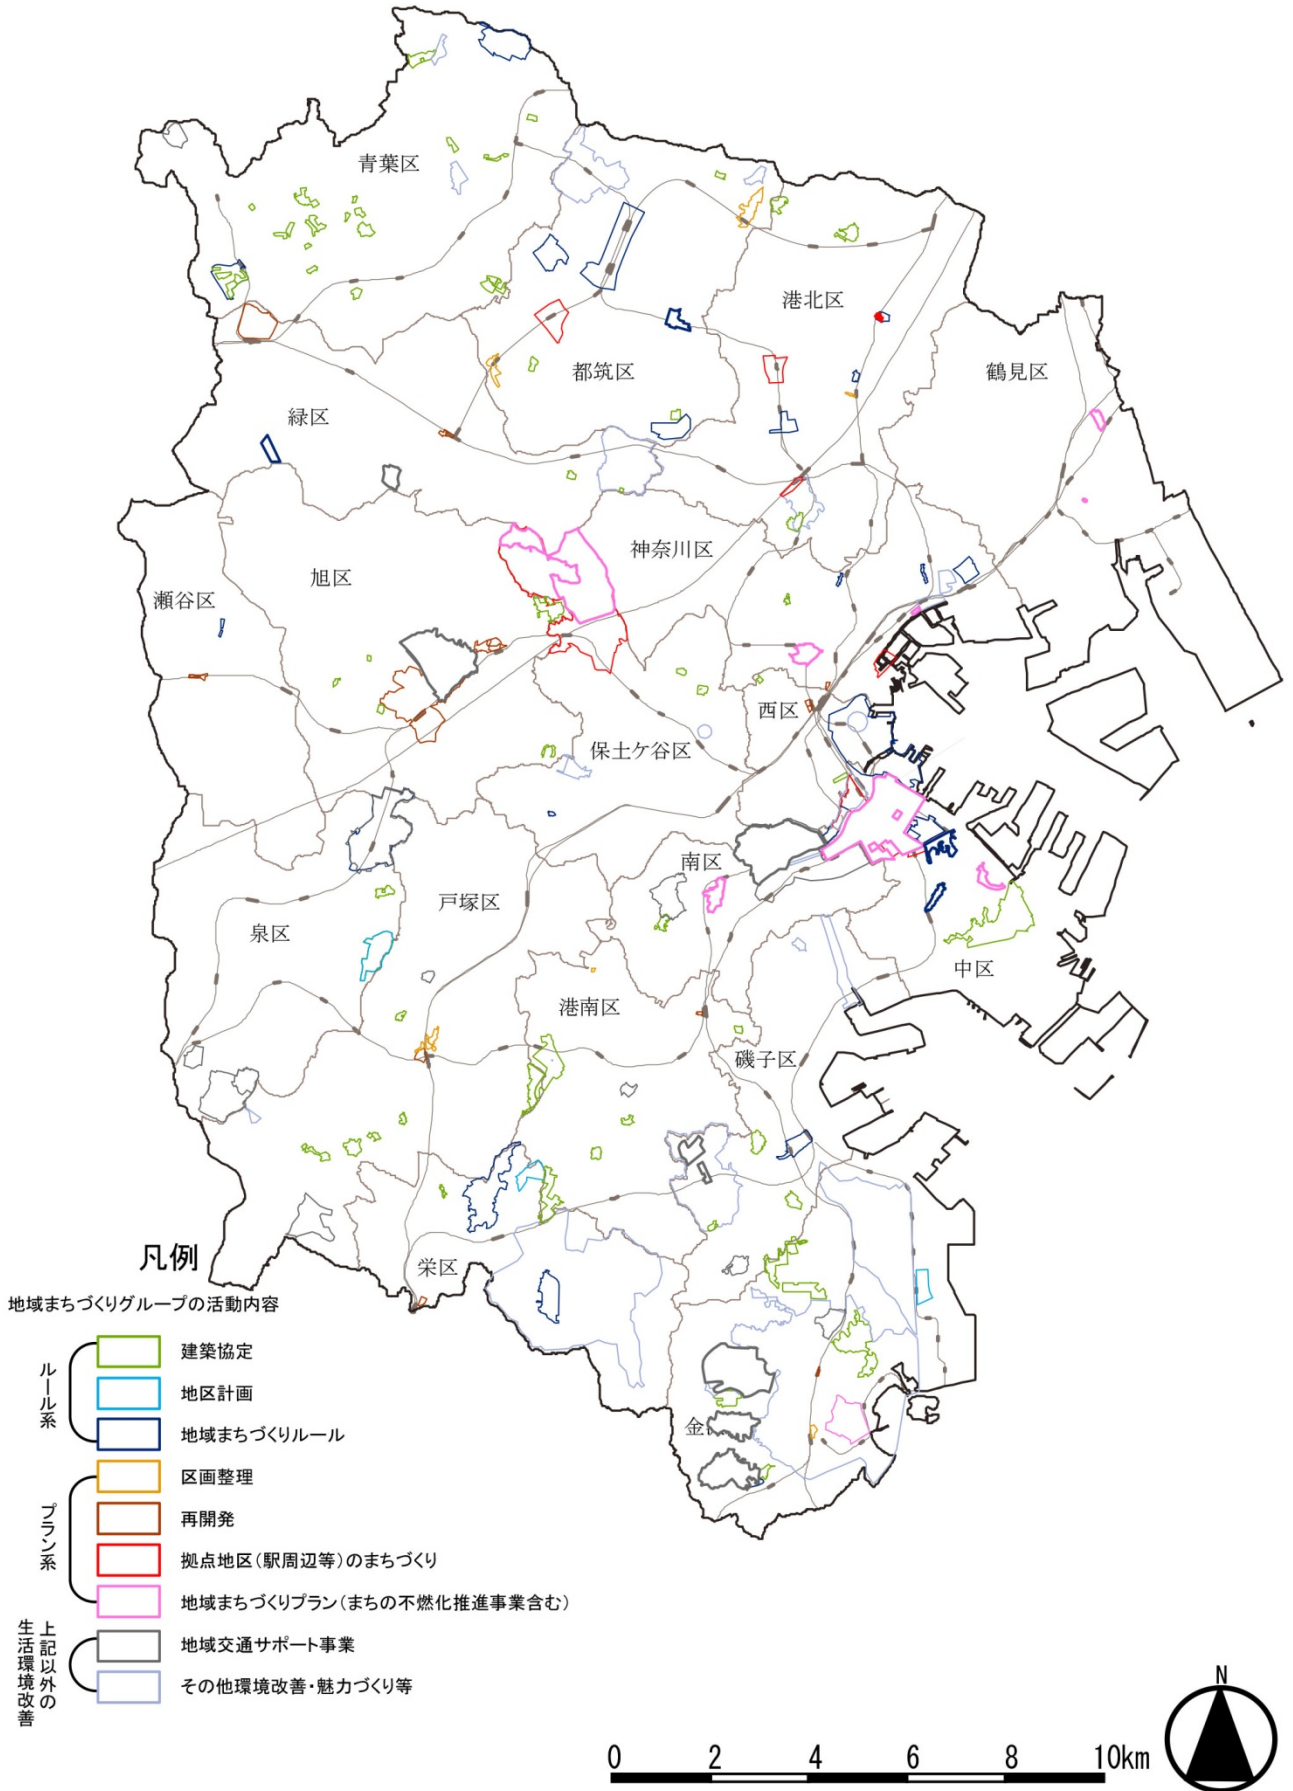 青葉区
港北区
都筑区
鶴見区
緑区
神奈川区
旭区
瀬谷区
西区
保土ケ谷区
南区
戸塚区
泉区
中区
港南区
磯子区
栄区
金
凡例
地域まちづくりグループの活動内容
ルール系
建築協定
地区計画
地域まちづくりルール
プラン系
区画整理
再開発
拠点地区(駅周辺等)のまちづくり
地域まちづくりプラン(まちの不燃化推進事業含む)
上記以外の
生活環境改善
地域交通サポート事業
その他環境改善・魅力づくり等
N
0 2 4 6 8 10km